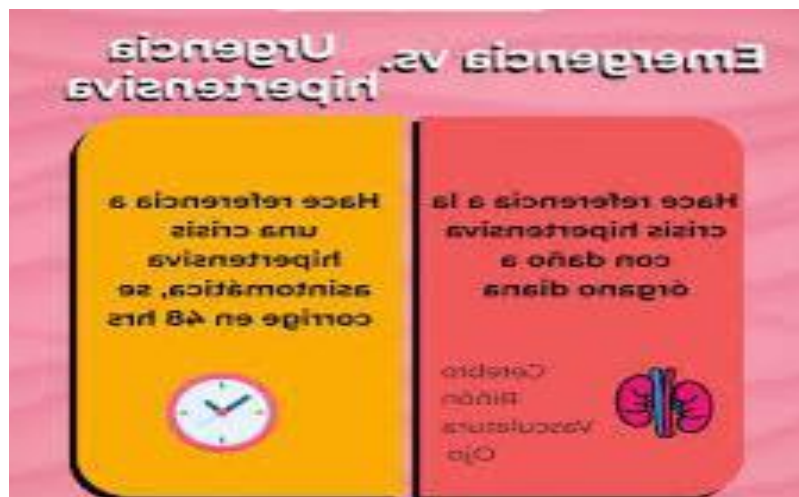 Emergencia vs. Urgencia
hipertensiva
Hace referencia a la
crisis hipertensiva
con daño a
órgano diana
Cerebro
Riñón
Vasculatura
Ojo
Hace referencia a
una crisis
hipertensiva
asintomática, se,
corrige en 48 hrs